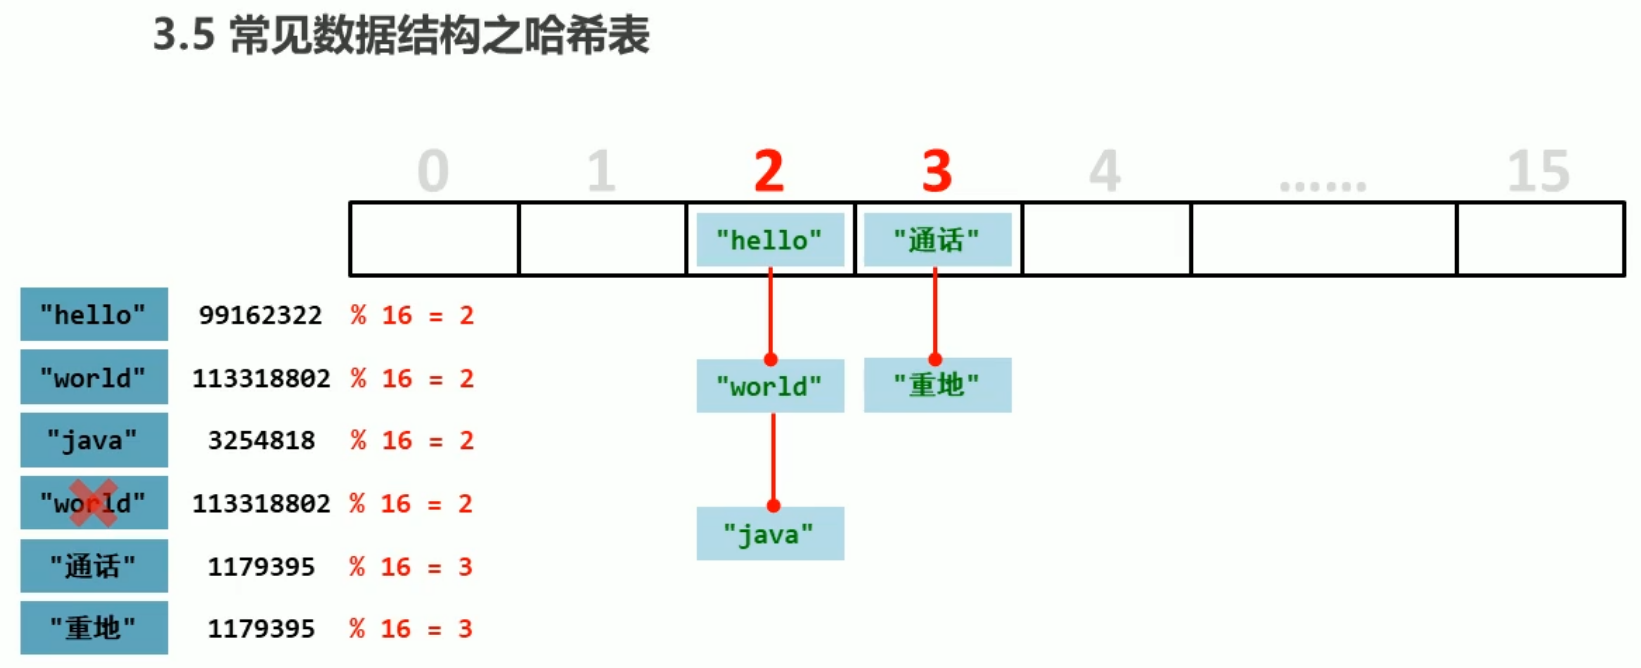 3.5 常见数据结构之哈希表
0 1 2 3 4 …… 15
"hello" "通话"
"hello" 99162322 % 16 = 2
"world" 113318802 % 16 = 2
"world" "重地"
"java" 3254818 % 16 = 2
"world" 113318802 % 16 = 2
"java"
"通话" 1179395 % 16 = 3
"重地" 1179395 % 16 = 3